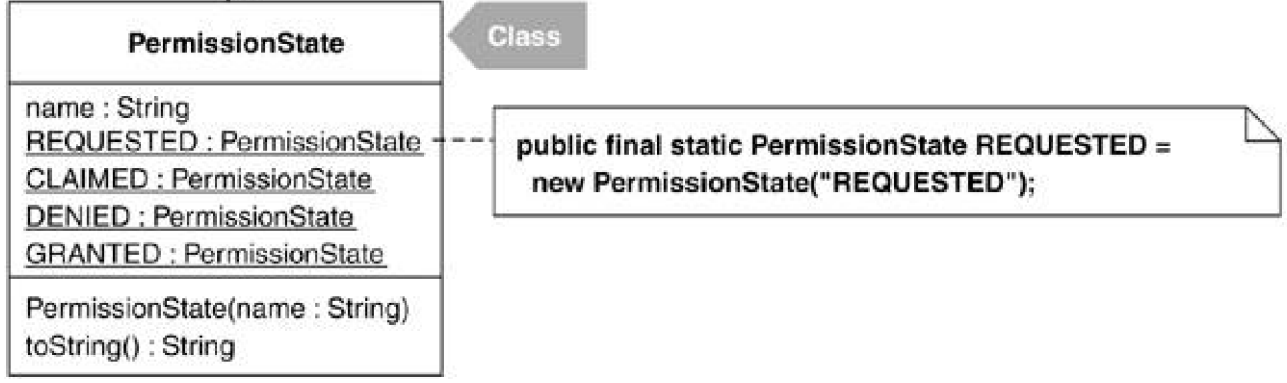 PermissionState
Class
name : String
REQUESTED : PermissionState
CLAIMED : PermissionState
DENIED : PermissionState
GRANTED : PermissionState
PermissionState(name : String)
toString() : String
public final static PermissionState REQUESTED =
new PermissionState("REQUESTED");